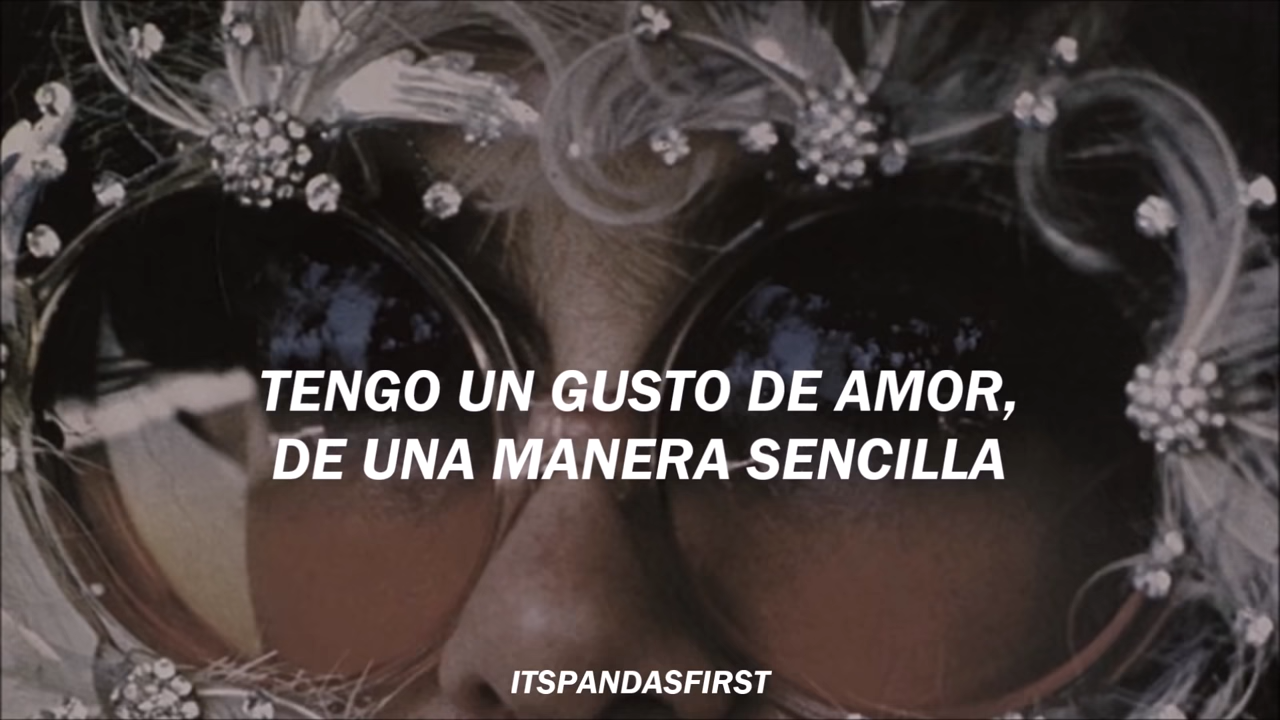 TENGO UN GUSTO DE AMOR,
DE UNA MANERA SENCILLA
ITSPANDASFIRST